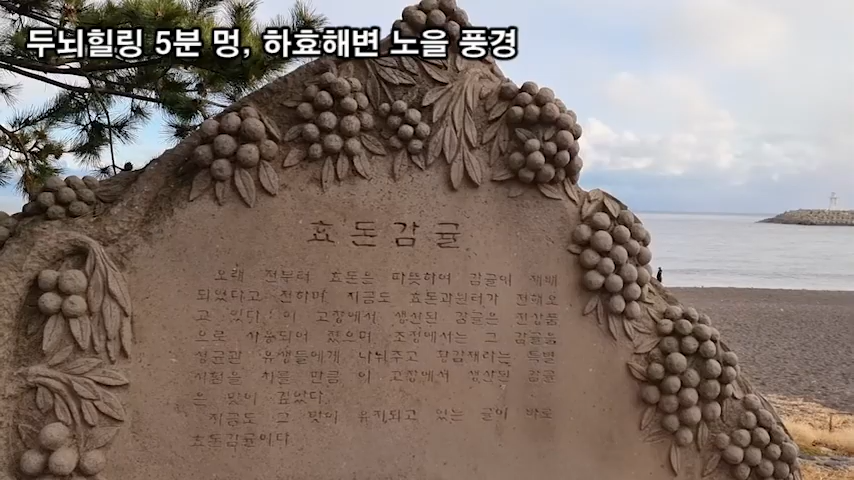 두뇌힐링 5분 멍, 하효해변 노을 풍경
효돈감귤
오래 전부터 효돈은 따뜻하여 감귤이 재배
되었다고 전하며 지금도 효돈과원터가 전해오
고 있다. 이 고장에서 생산된 감귤은 진상품
으로 사용되어 졌으며 조정에서는 그 감귤을
성균관 유생들에게 나눠주고 황감제라는 특별
시험을 치를 만큼 이 고장에서 생산된 감귤
은 맛이 깊었다.
지금도 그 맛이 유지되고 있는 귤이 바로
효돈감귤이다